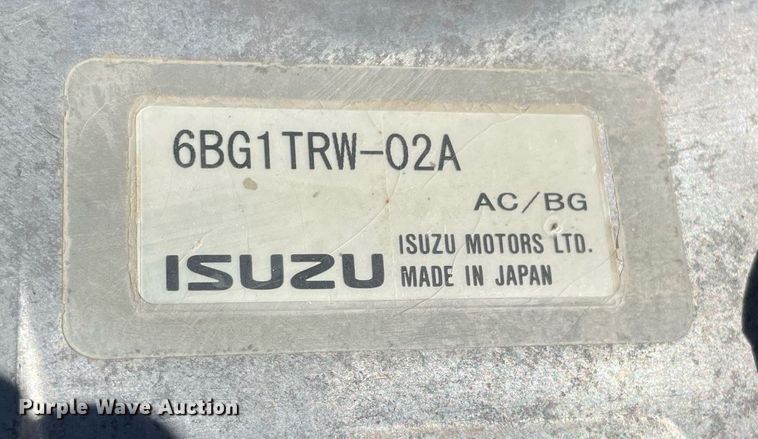 6BG1TRW-02A
AC/BG
ISUZU
ISUZU MOTORS LTD.
MADE IN JAPAN
Purple Wave Auction